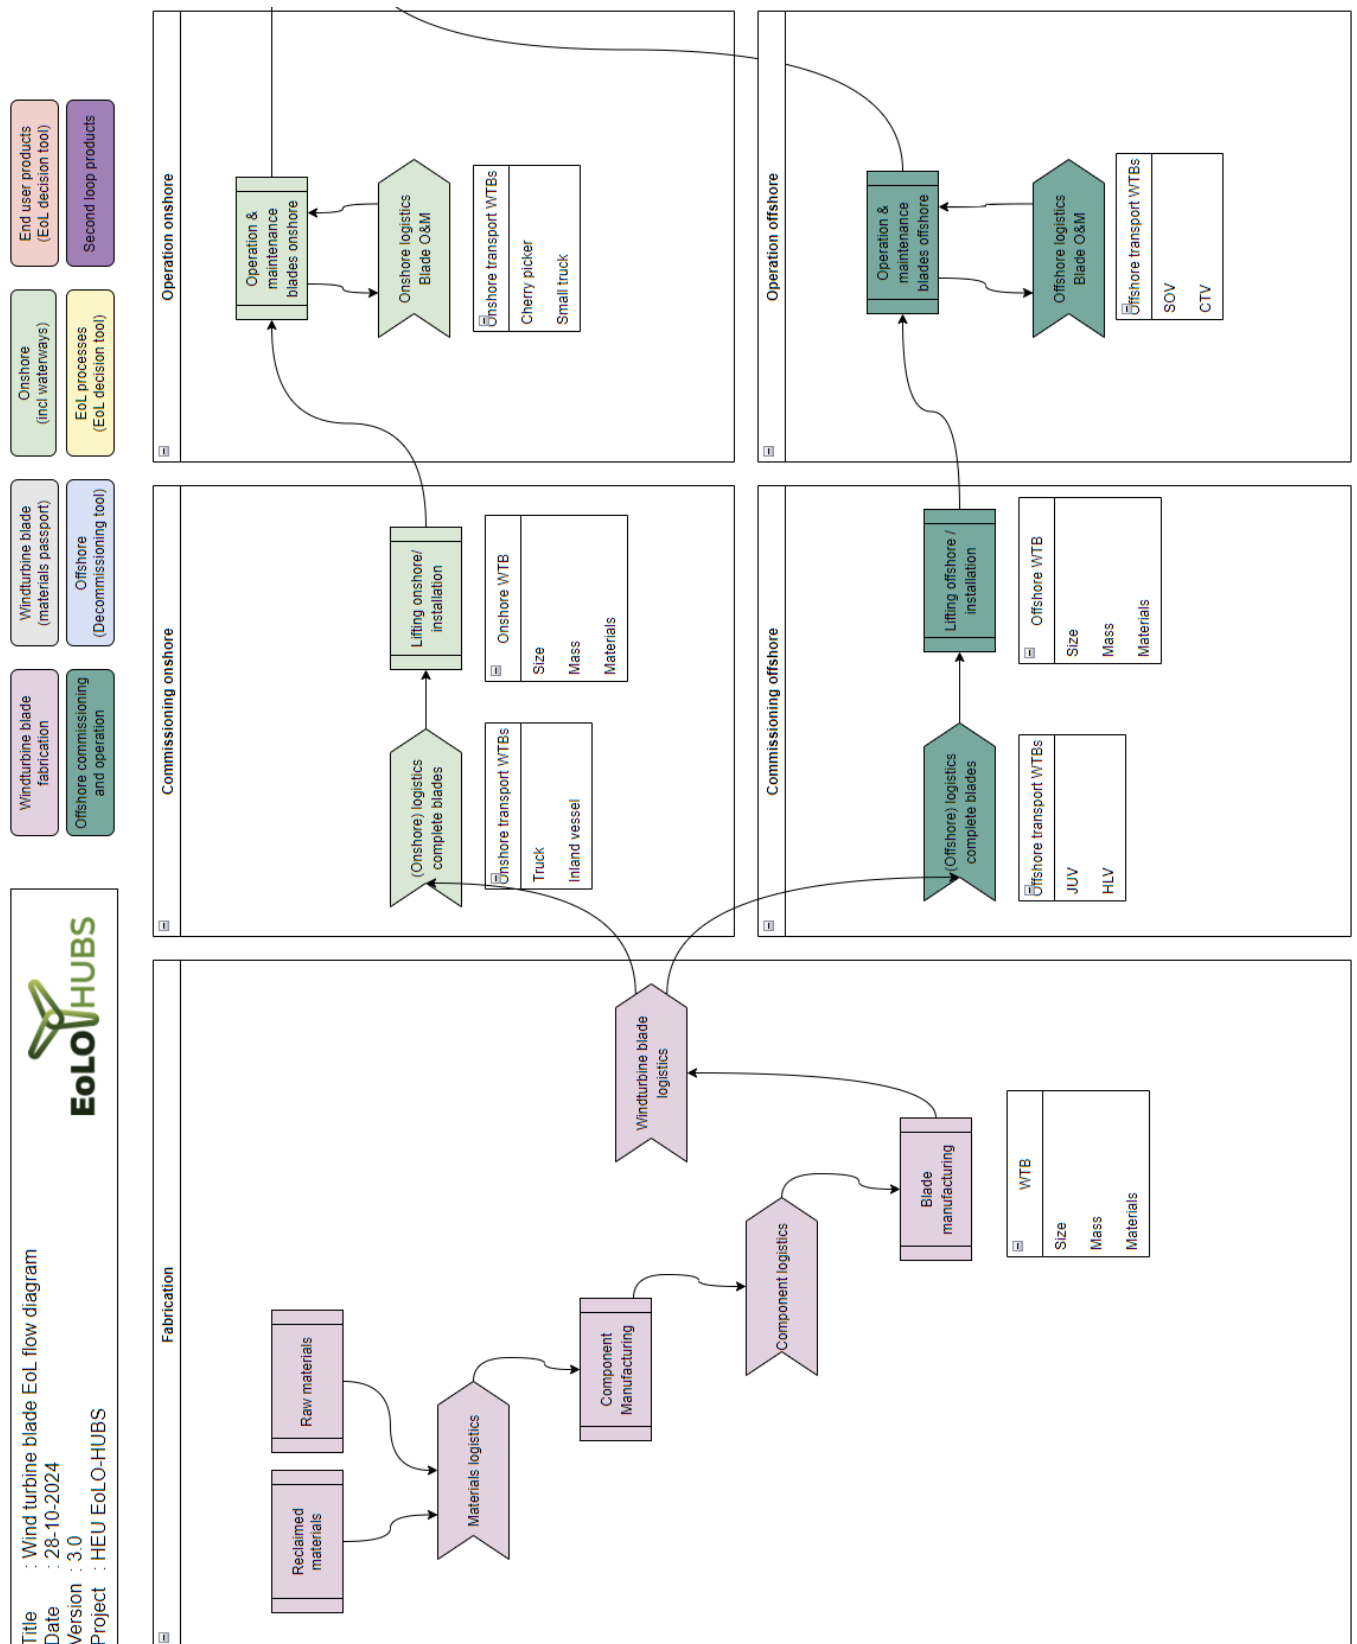 Title : Wind turbine blade EoL flow diagram
Date : 28-10-2024
Version : 3.0
Project : HEU EoLO-HUBS
EoLO HUBS
Windturbine blade
fabrication
Windturbine blade
(materials passport)
Onshore
(incl waterways)
End user products
(EoL decision tool)
Offshore commissioning
and operation
Offshore
(Decommissioning tool)
EoL processes
(EoL decision tool)
Second loop products
Fabrication
Reclaimed
materials
Raw materials
Materials logistics
Component
Manufacturing
Component logistics
Blade
manufacturing
WTB
Size
Mass
Materials
Windturbine blade
logistics
Commissioning onshore
(Onshore) logistics
complete blades
Lifting onshore/
installation
Onshore transport WTBs
Truck
Inland vessel
Onshore WTB
Size
Mass
Materials
Commissioning offshore
(Offshore) logistics
complete blades
Lifting offshore /
installation
Offshore transport WTBs
JUV
HLV
Offshore WTB
Size
Mass
Materials
Operation onshore
Operation &
maintenance
blades onshore
Onshore logistics
Blade O&M
Onshore transport WTBs
Cherry picker
Small truck
Operation offshore
Operation &
maintenance
blades offshore
Offshore logistics
Blade O&M
Offshore transport WTBs
SOV
CTV